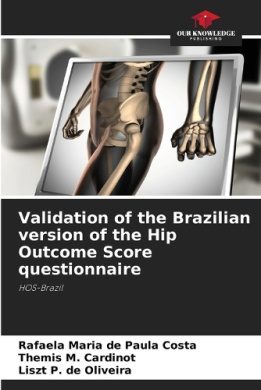 OUR KNOWLEDGE
PUBLISHING
Validation of the Brazilian
version of the Hip
Outcome Score
questionnaire
HOS-Brazil
Rafaela Maria de Paula Costa
Themis M. Cardinot
Liszt P. de Oliveira